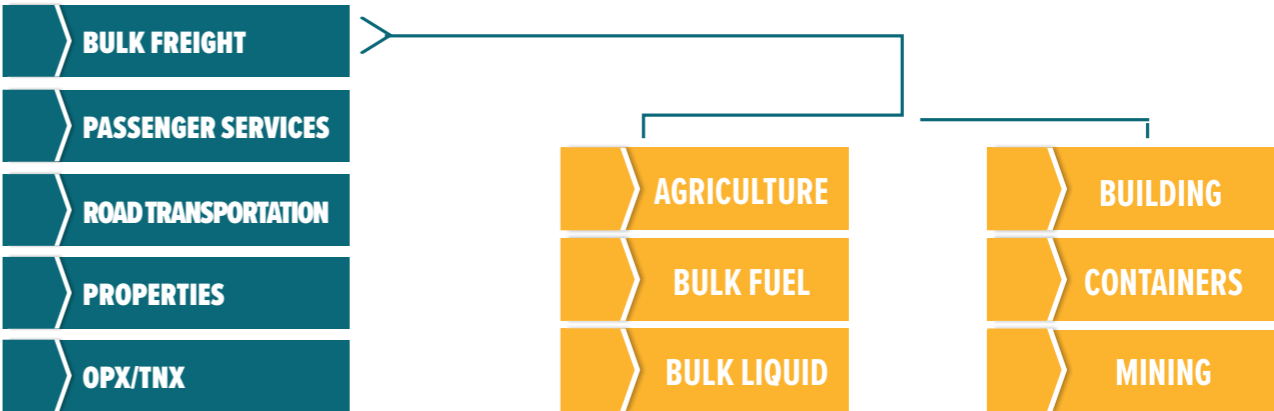 BULK FREIGHT
PASSENGER SERVICES
ROAD TRANSPORTATION
PROPERTIES
OPX/TNX
AGRICULTURE
BULK FUEL
BULK LIQUID
BUILDING
CONTAINERS
MINING